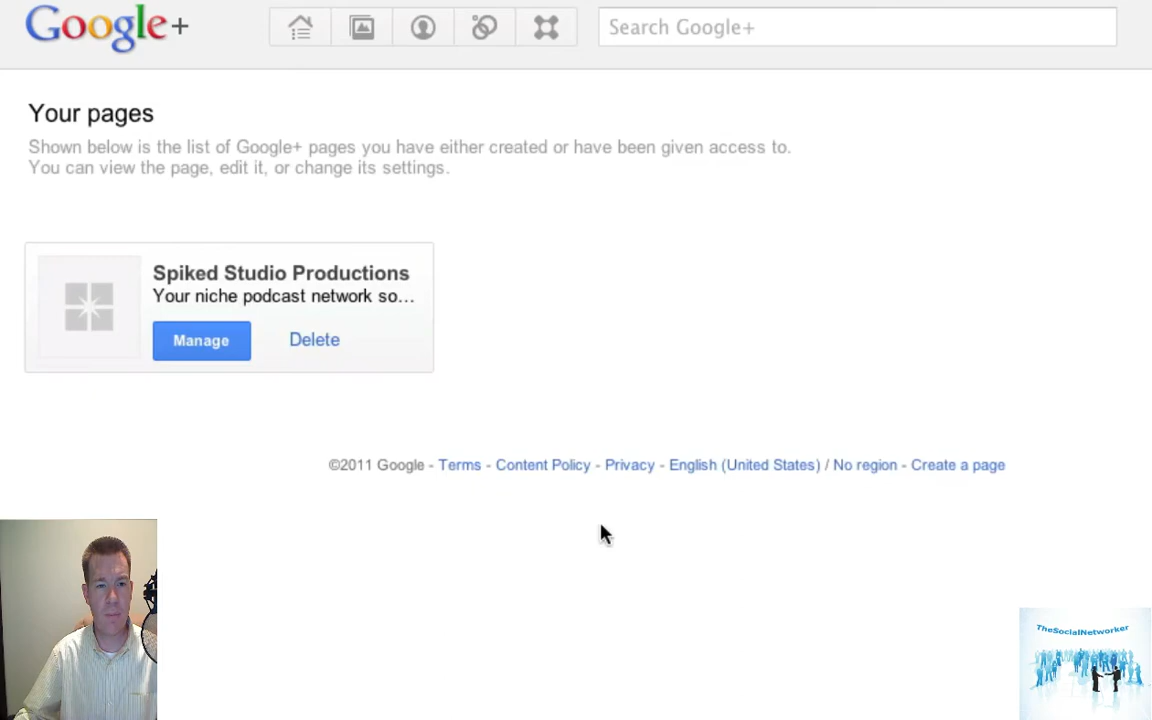 Google+
Search Google+
Your pages
Shown below is the list of Google+ pages you have either created or have been given access to.
You can view the page, edit it, or change its settings.
Spiked Studio Productions
Your niche podcast network so...
Manage
Delete
©2011 Google - Terms - Content Policy - Privacy - English (United States) / No region - Create a page
TheSocialNetworker